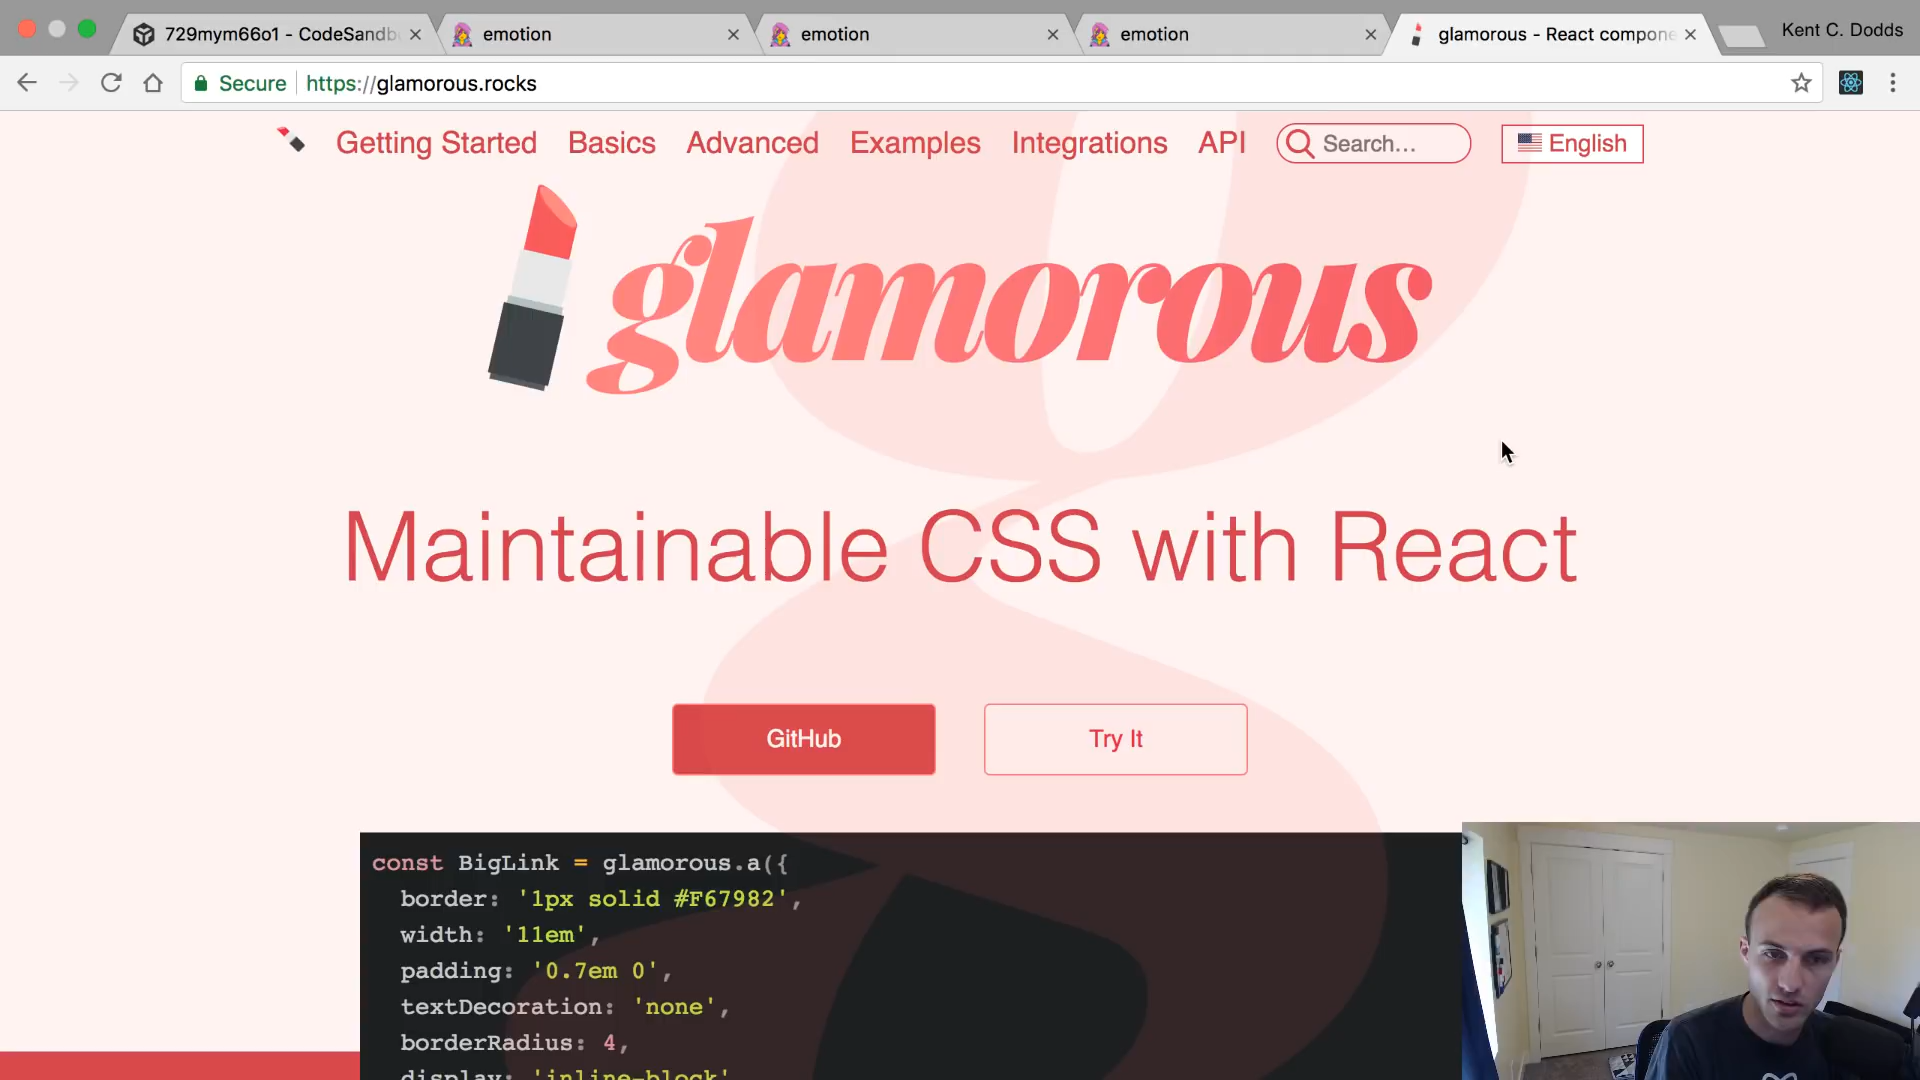 729mym66o1 - CodeSandb
emotion
emotion
emotion
glamorous - React compone
Kent C. Dodds
Secure
https://glamorous.rocks
Getting Started
Basics
Advanced
Examples
Integrations
API
Search...
English
glamorous
Maintainable CSS with React
GitHub
Try It
const BigLink = glamorous.a({
border: '1px solid #F67982',
width: '11em',
padding: '0.7em 0',
textDecoration: 'none',
borderRadius: 4,
display: 'inline-block'